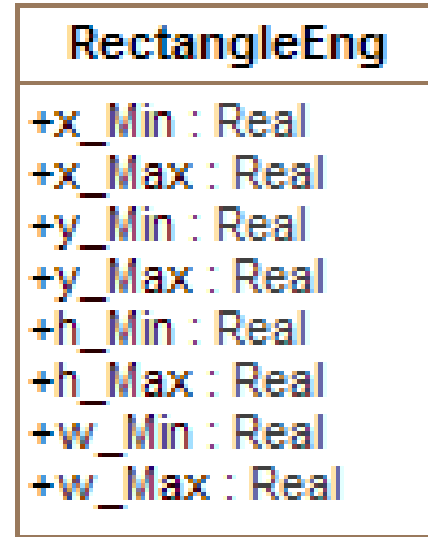 RectangleEng
+x_Min : Real
+x_Max : Real
+y_Min : Real
+y_Max : Real
+h_Min : Real
+h_Max : Real
+w_Min : Real
+w_Max : Real